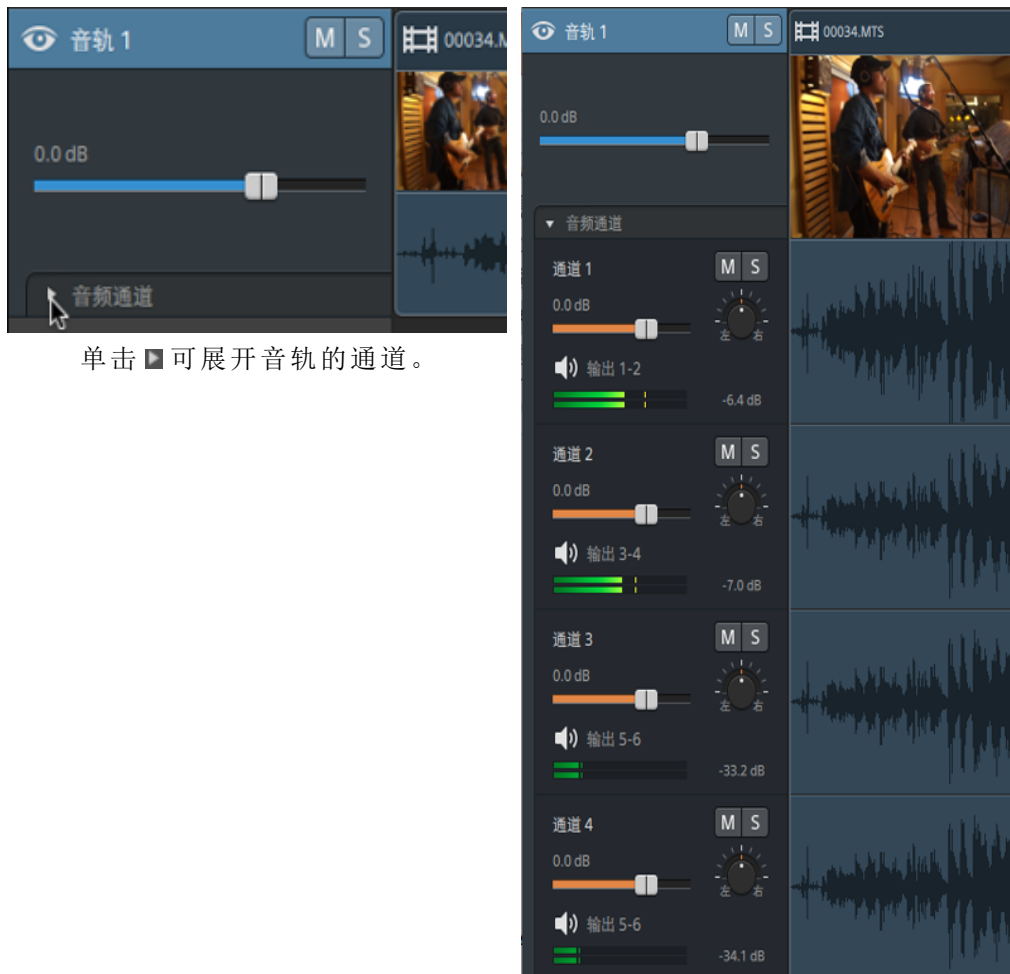 音轨 1
M S
00034.M
0.0 dB
音频通道
单击 ▶ 可展开音轨的通道。
音轨 1
M S
00034.MTS
0.0 dB
音频通道
通道 1
M S
0.0 dB
左 右
输出 1-2
-6.4 dB
通道 2
M S
0.0 dB
左 右
输出 3-4
-7.0 dB
通道 3
M S
0.0 dB
左 右
输出 5-6
-33.2 dB
通道 4
M S
0.0 dB
左 右
输出 5-6
-34.1 dB